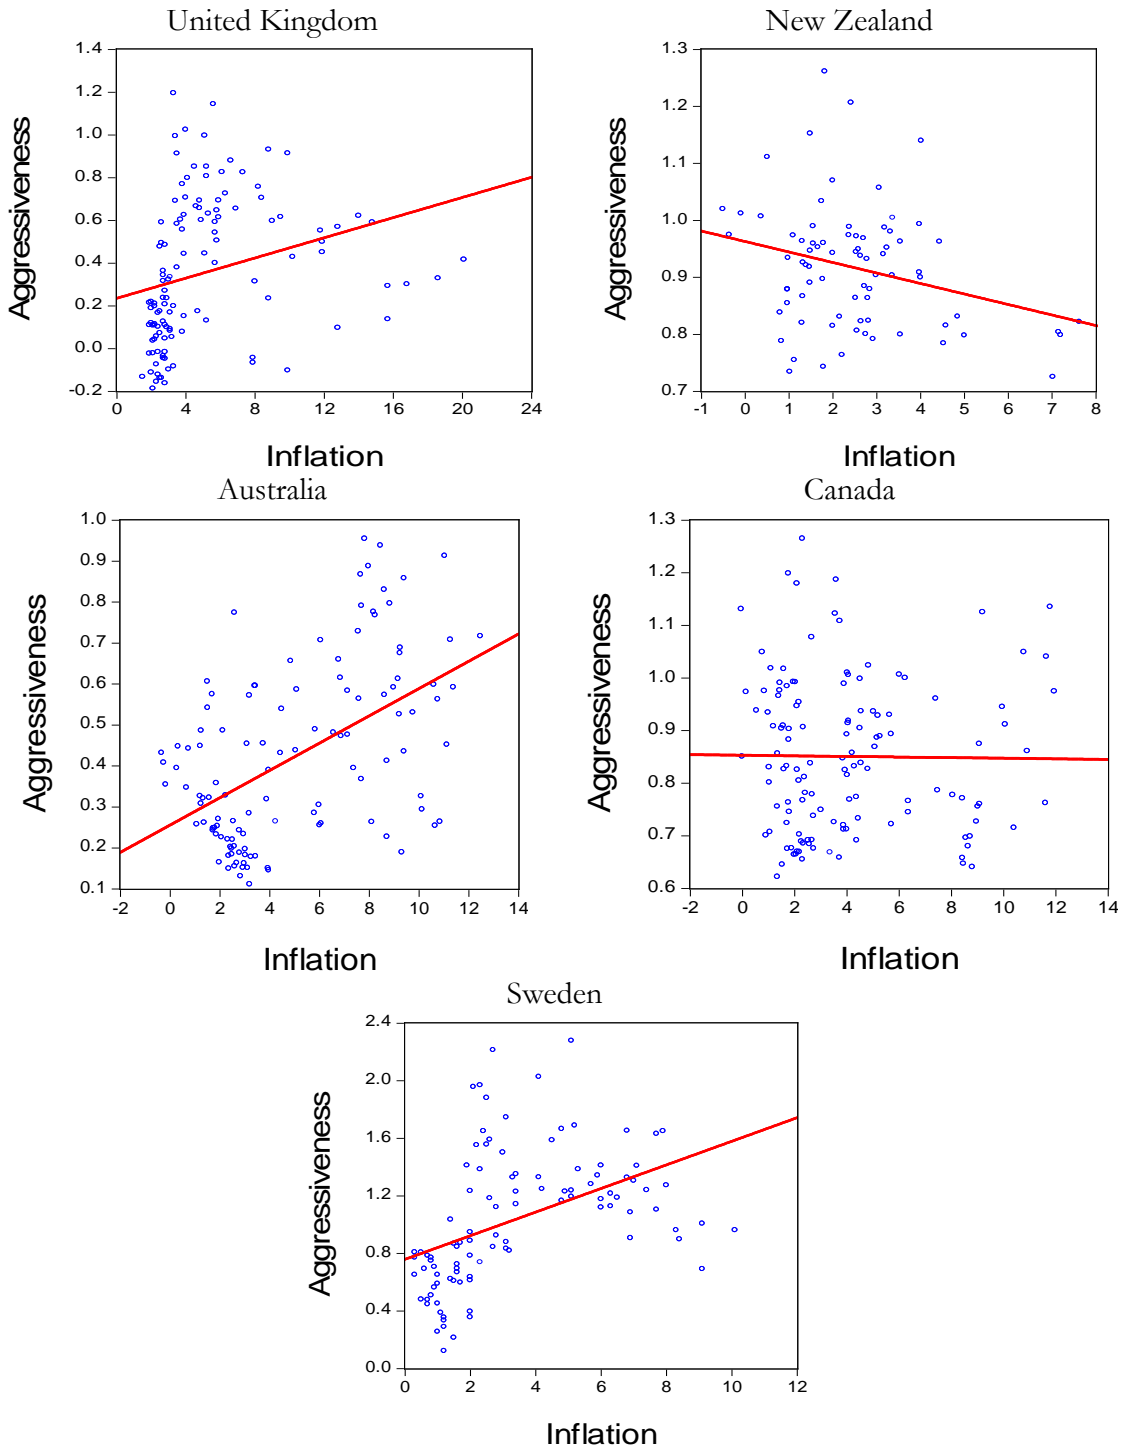 United Kingdom
1.4
1.2
1.0
0.8
0.6
0.4
0.2
0.0
-0.2
0 4 8 12 16 20 24
Aggressiveness
Inflation
New Zealand
1.3
1.2
1.1
1.0
0.9
0.8
0.7
-1 0 1 2 3 4 5 6 7 8
Aggressiveness
Inflation
Australia
1.0
0.9
0.8
0.7
0.6
0.5
0.4
0.3
0.2
0.1
-2 0 2 4 6 8 10 12 14
Aggressiveness
Inflation
Canada
1.3
1.2
1.1
1.0
0.9
0.8
0.7
0.6
-2 0 2 4 6 8 10 12 14
Aggressiveness
Inflation
Sweden
2.4
2.0
1.6
1.2
0.8
0.4
0.0
0 2 4 6 8 10 12
Aggressiveness
Inflation